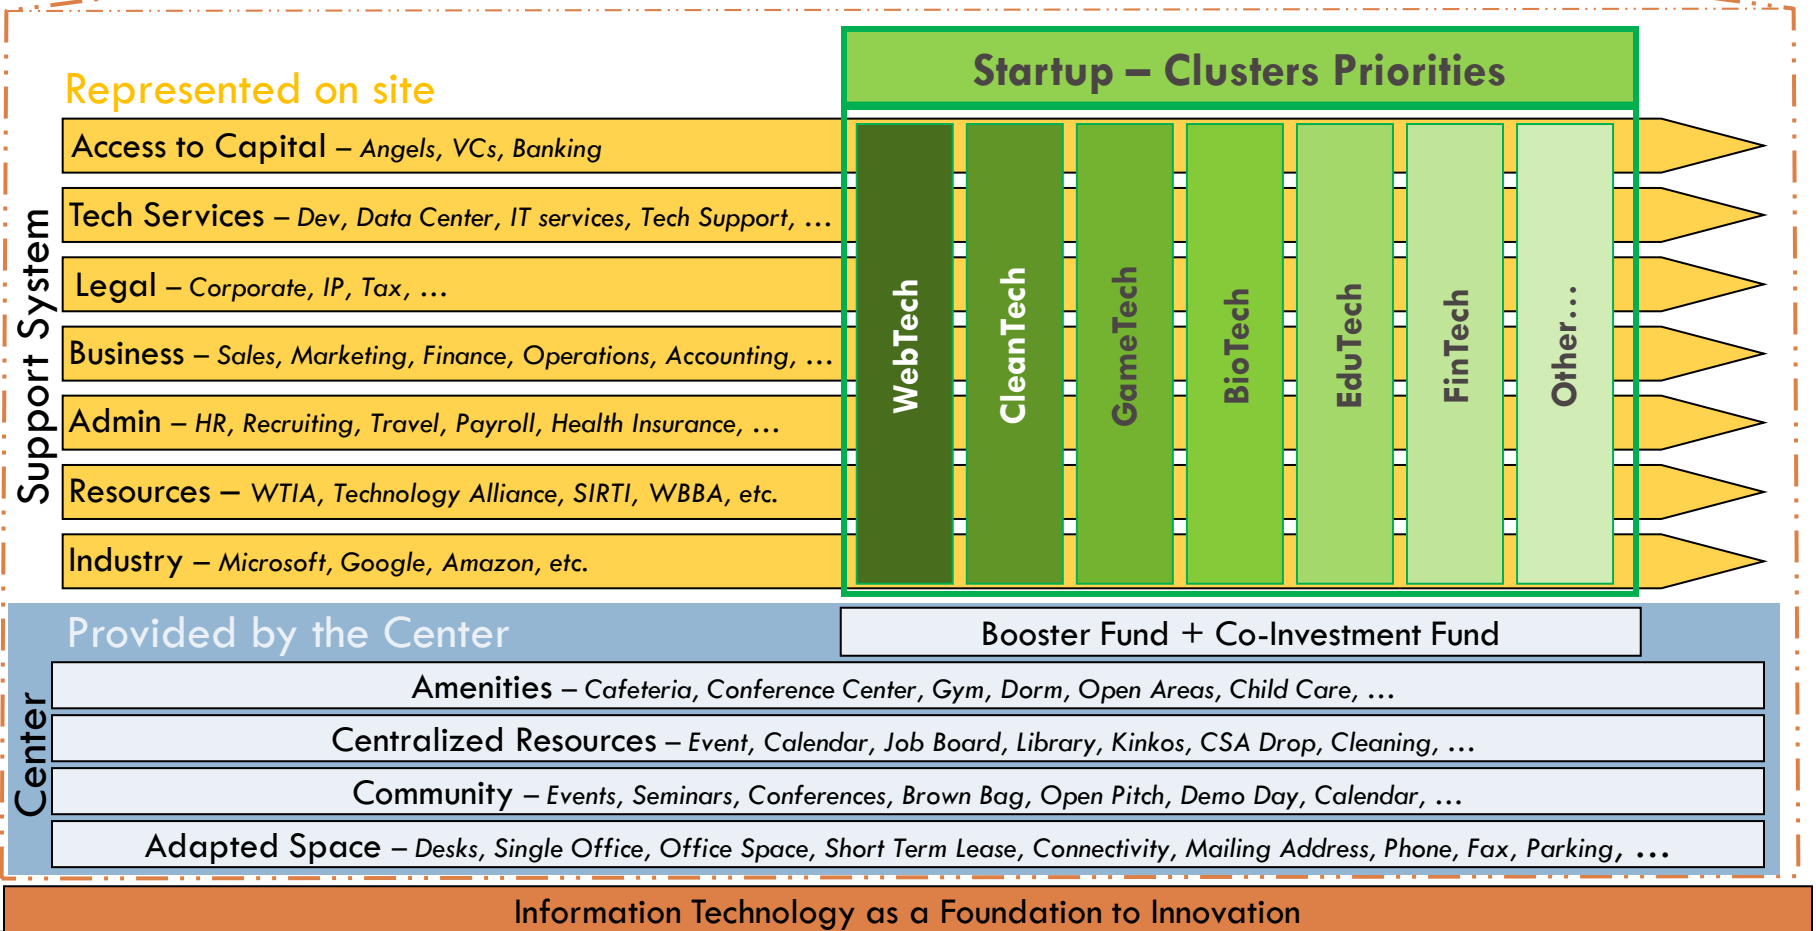 Startup – Clusters Priorities
Represented on site
Support System
Access to Capital – Angels, VCs, Banking
Tech Services – Dev, Data Center, IT services, Tech Support, ...
Legal – Corporate, IP, Tax, ...
Business – Sales, Marketing, Finance, Operations, Accounting, ...
Admin – HR, Recruiting, Travel, Payroll, Health Insurance, ...
Resources – WTIA, Technology Alliance, SIRTI, WBBA, etc.
Industry – Microsoft, Google, Amazon, etc.
WebTech
CleanTech
GameTech
BioTech
EduTech
FinTech
Other...
Provided by the Center
Booster Fund + Co-Investment Fund
Center
Amenities – Cafeteria, Conference Center, Gym, Dorm, Open Areas, Child Care, ...
Centralized Resources – Event, Calendar, Job Board, Library, Kinkos, CSA Drop, Cleaning, ...
Community – Events, Seminars, Conferences, Brown Bag, Open Pitch, Demo Day, Calendar, ...
Adapted Space – Desks, Single Office, Office Space, Short Term Lease, Connectivity, Mailing Address, Phone, Fax, Parking, ...
Information Technology as a Foundation to Innovation